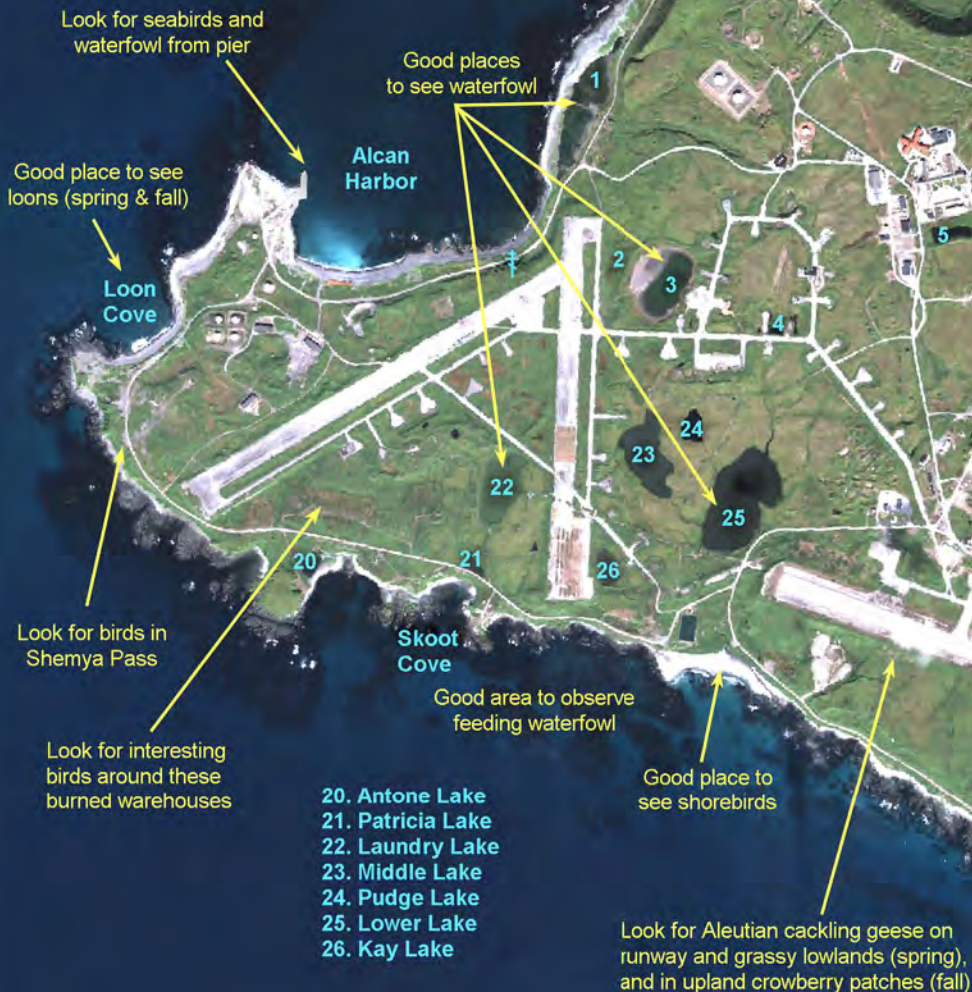 Look for seabirds and
waterfowl from pier
Good places
to see waterfowl
1
Alcan
Harbor
Good place to see
loons (spring & fall)
Loon
Cove
2
3
5
4
24
23
22
25
20
21
26
Look for birds in
Shemya Pass
Skoot
Cove
Good area to observe
feeding waterfowl
Look for interesting
birds around these
burned warehouses
Good place to
see shorebirds
20. Antone Lake
21. Patricia Lake
22. Laundry Lake
23. Middle Lake
24. Pudge Lake
25. Lower Lake
26. Kay Lake
Look for Aleutian cackling geese on
runway and grassy lowlands (spring),
and in upland crowberry patches (fall)